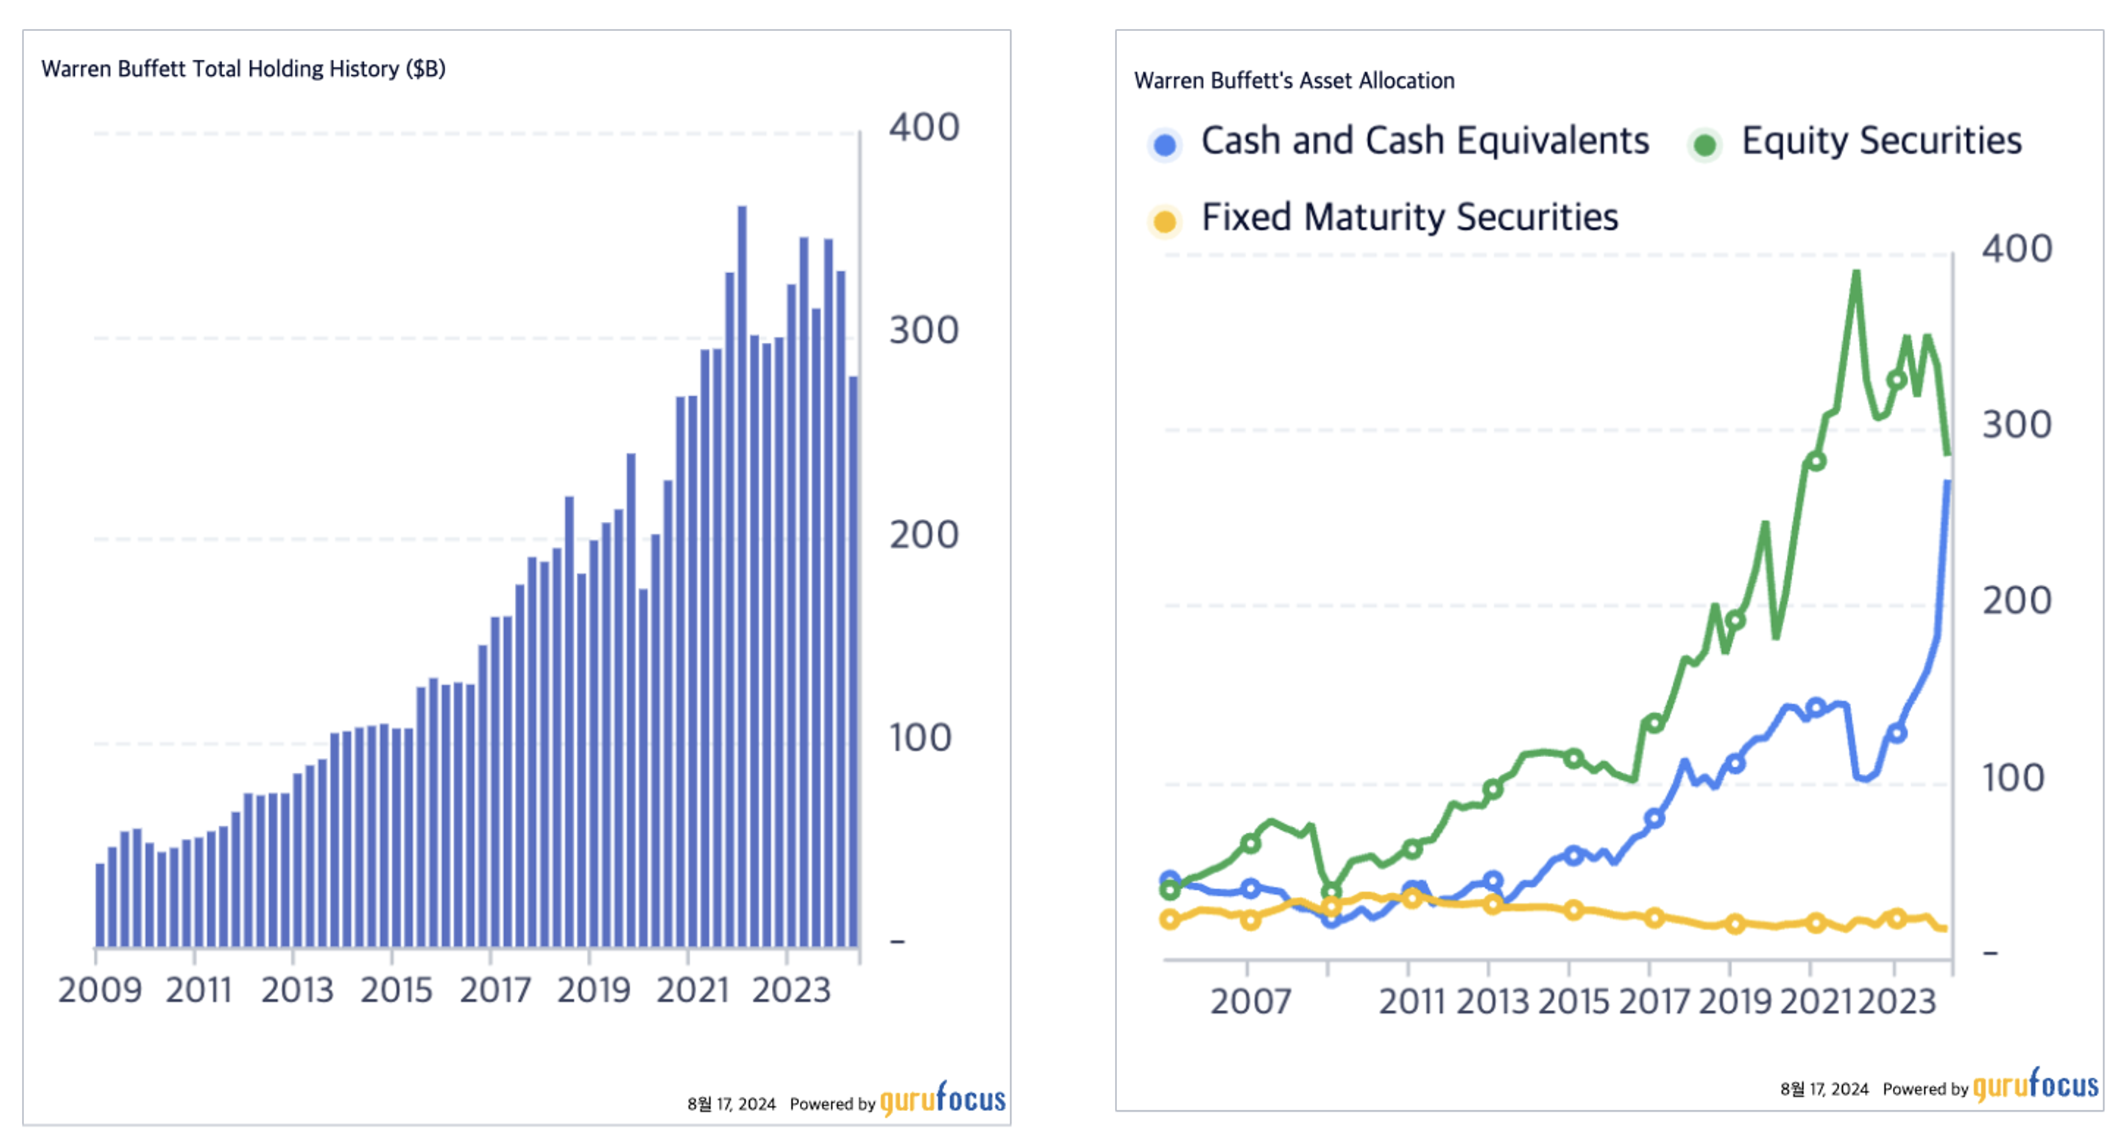 Warren Buffett Total Holding History ($B)
400
300
200
100
-
2009 2011 2013 2015 2017 2019 2021 2023
8월 17, 2024 Powered by gurufocus
Warren Buffett's Asset Allocation
Cash and Cash Equivalents Equity Securities
Fixed Maturity Securities
400
300
200
100
-
2007 2011 2013 2015 2017 2019 2021 2023
8월 17, 2024 Powered by gurufocus